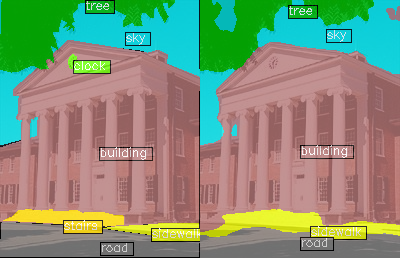 tree
sky
clock
building
stairs
sidewalk
road
tree
sky
building
sidewalk
road